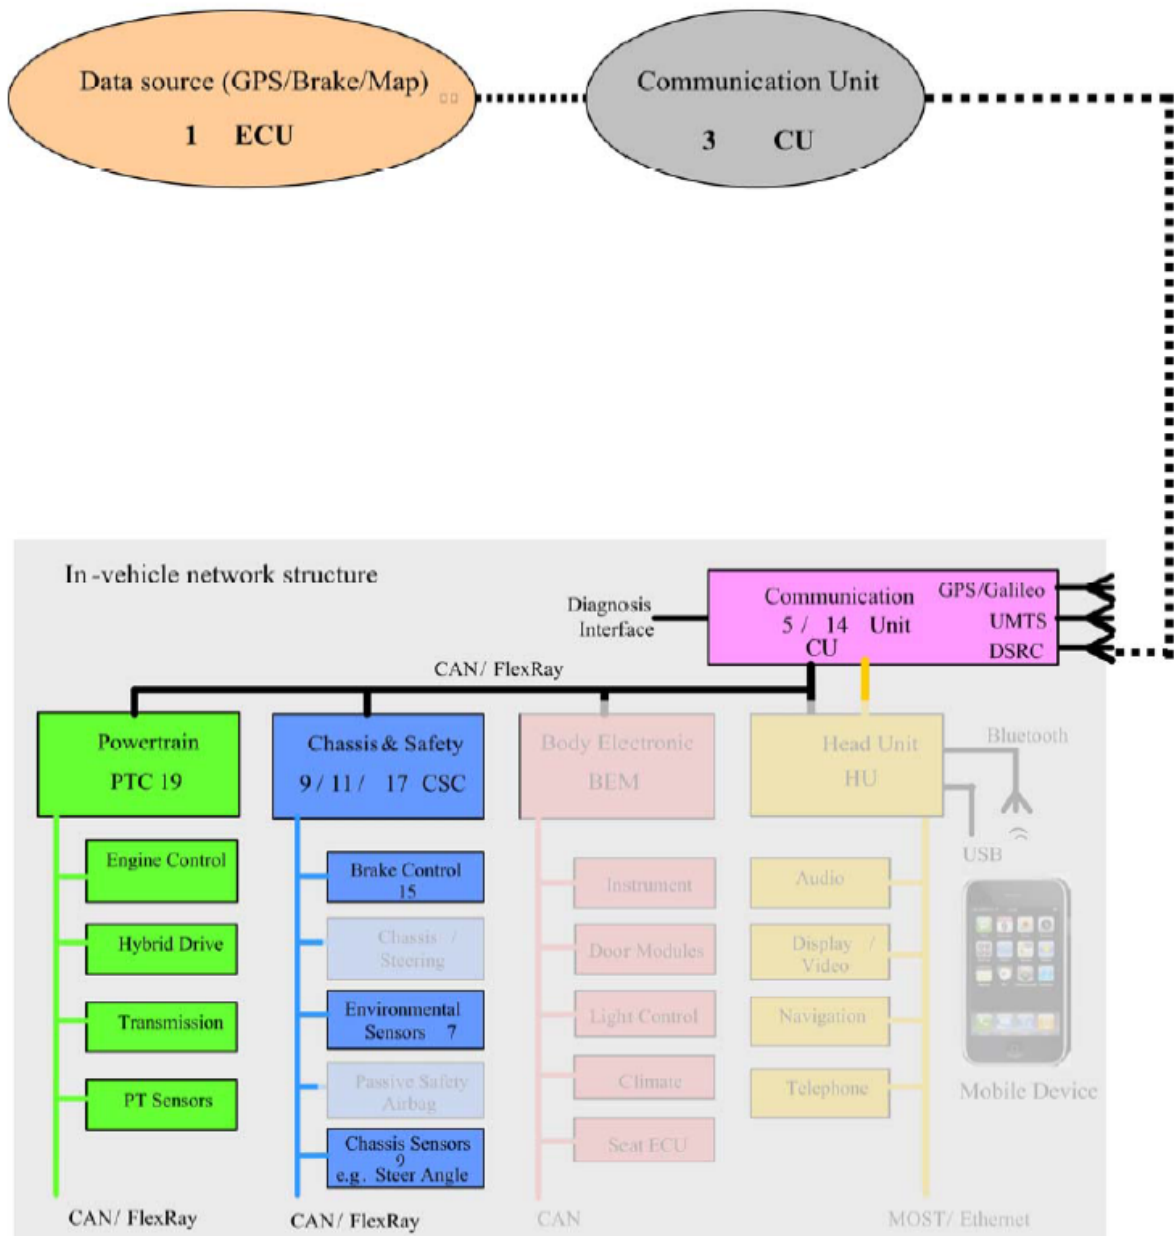 Data source (GPS/Brake/Map)
1 ECU
Communication Unit
3 CU
In-vehicle network structure
Diagnosis
Interface
Communication
5 / 14 Unit
CU
GPS/Galileo
UMTS
DSRC
CAN/ FlexRay
Powertrain
PTC 19
Chassis & Safety
9 / 11 / 17 CSC
Body Electronic
BEM
Head Unit
HU
Bluetooth
USB
Engine Control
Hybrid Drive
Transmission
PT Sensors
Brake Control
15
Chassis /
Steering
Environmental
Sensors 7
Passive Safety
Airbag
Chassis Sensors
9
e.g. Steer Angle
Instrument
Door Modules
Light Control
Climate
Seat ECU
Audio
Display /
Video
Navigation
Telephone
Mobile Device
CAN/ FlexRay
CAN/ FlexRay
CAN
MOST/ Ethernet